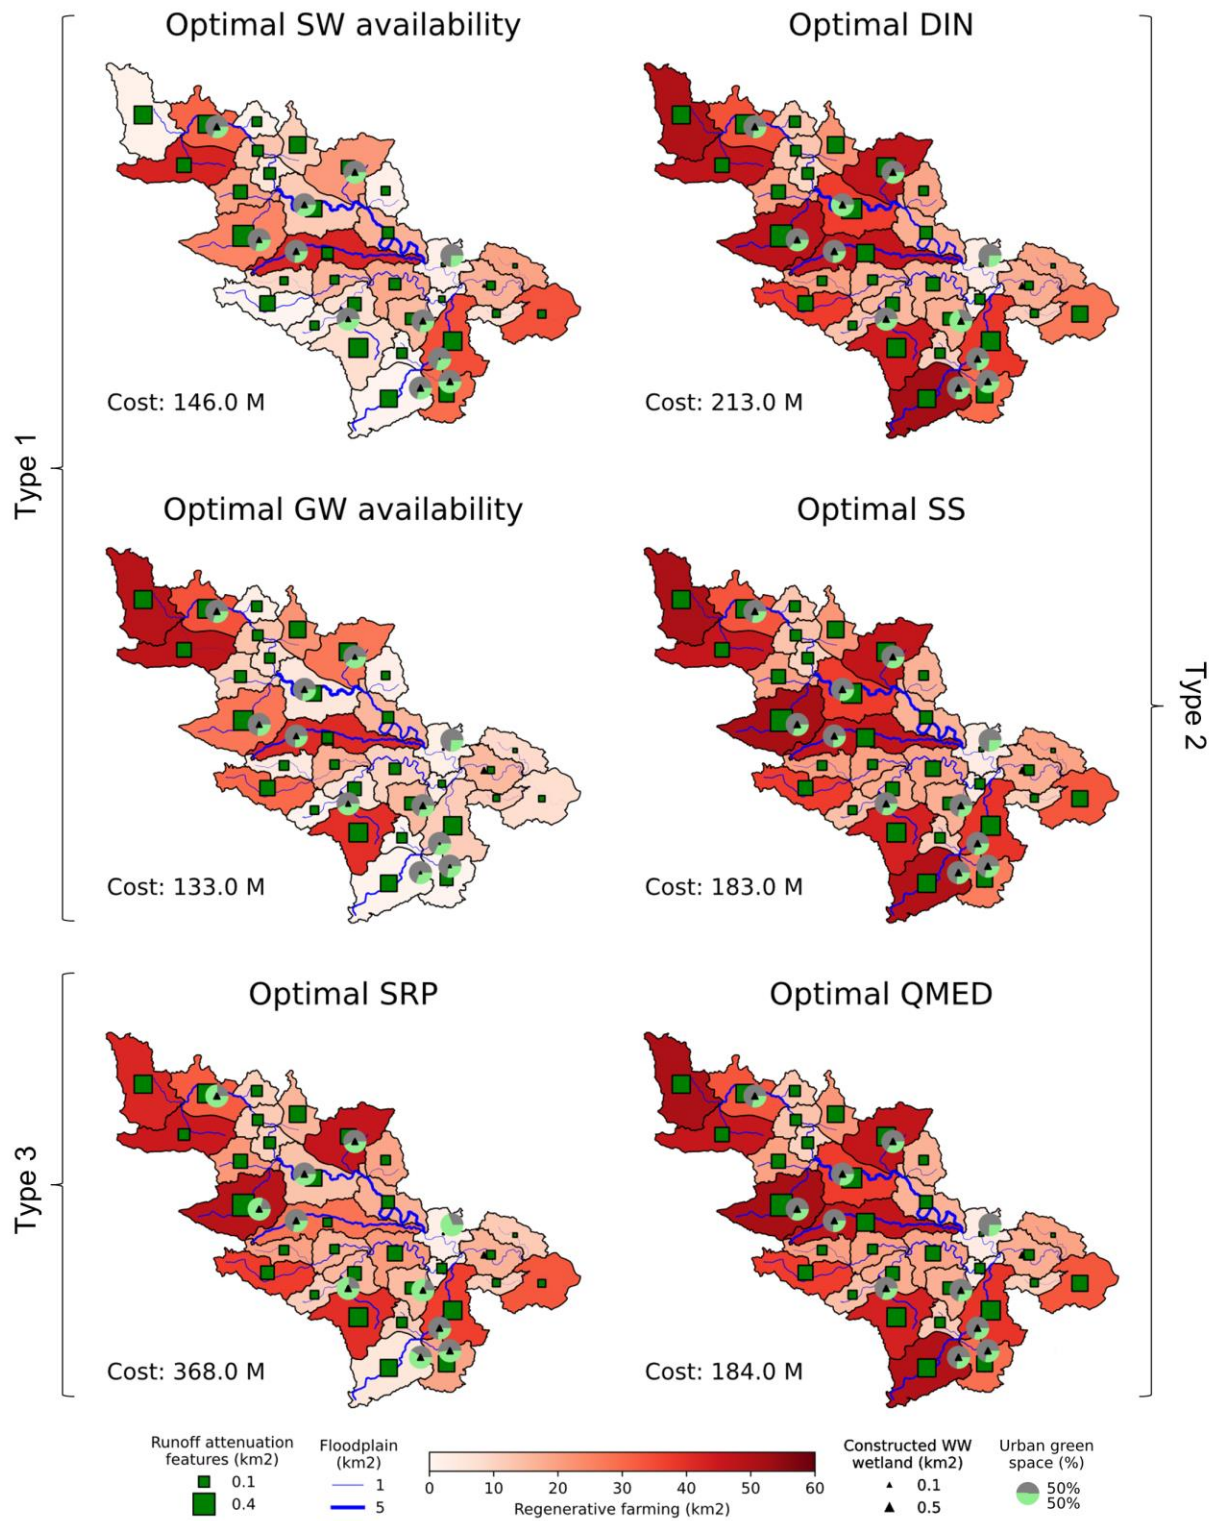 Optimal SW availability
Optimal DIN
Cost: 146.0 M
Cost: 213.0 M
Type 1
Optimal GW availability
Optimal SS
Type 2
Cost: 133.0 M
Cost: 183.0 M
Optimal SRP
Optimal QMED
Type 3
Cost: 368.0 M
Cost: 184.0 M
Runoff attenuation
features (km2)
0.1
0.4
Floodplain
(km2)
1
5
0 10 20 30 40 50 60
Regenerative farming (km2)
Constructed WW
wetland (km2)
0.1
0.5
Urban green
space (%)
50%
50%